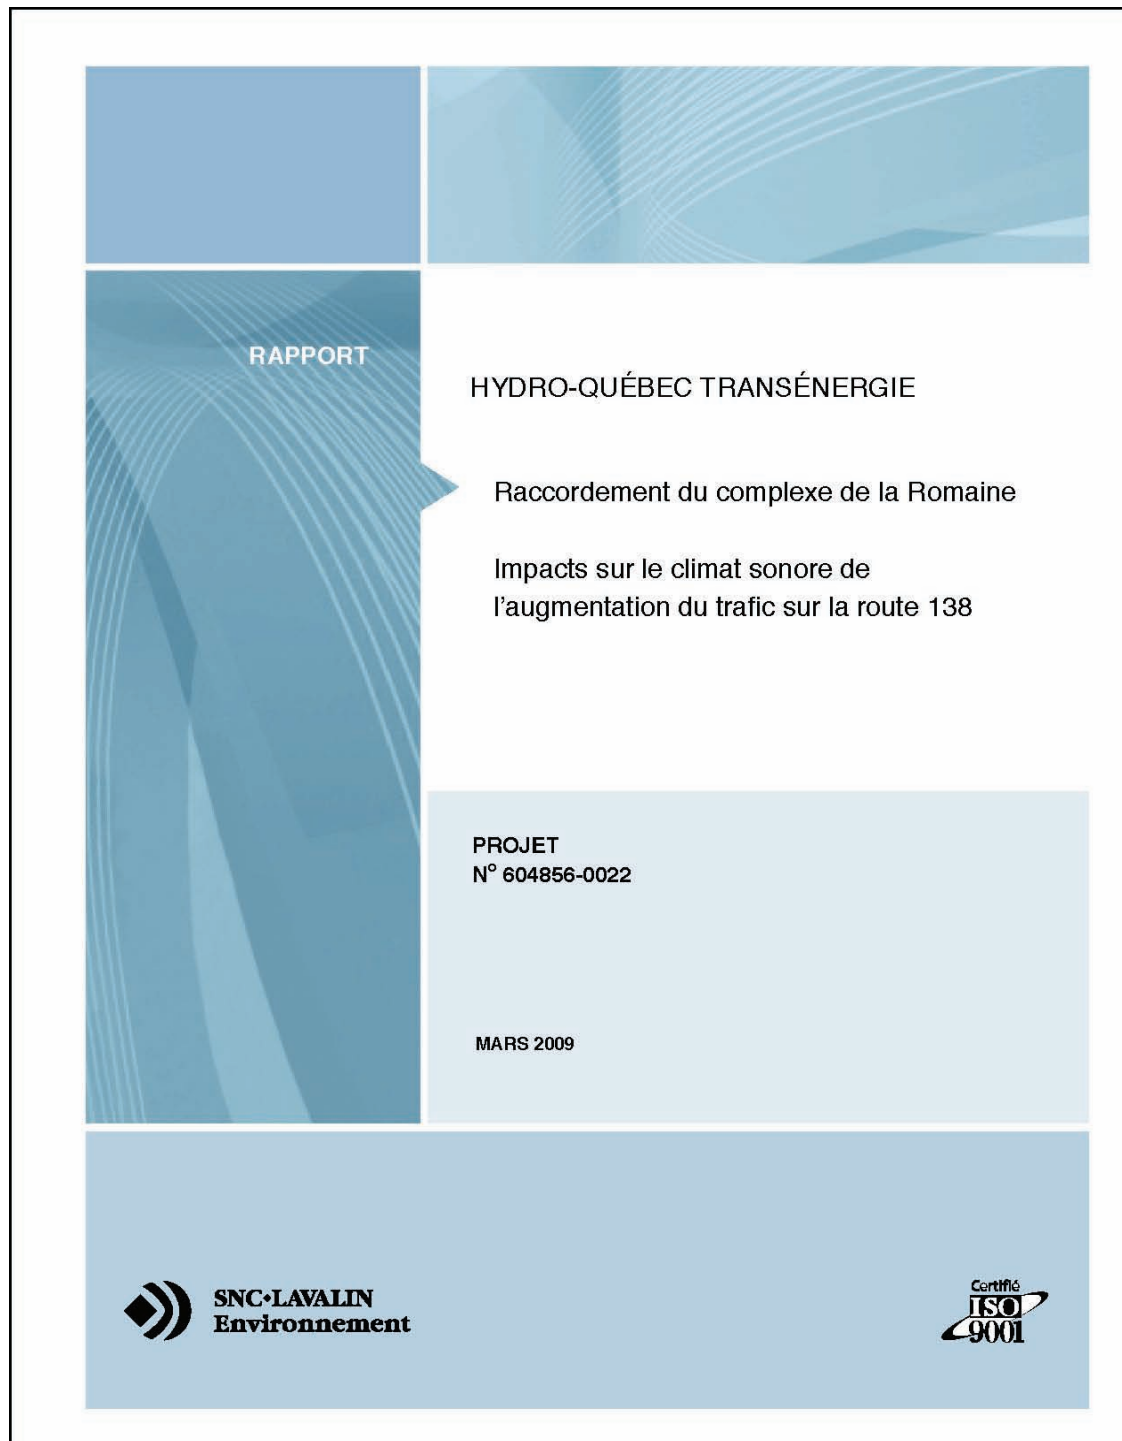 RAPPORT
HYDRO-QUÉBEC TRANSÉNERGIE
Raccordement du complexe de la Romaine
Impacts sur le climat sonore de
l'augmentation du trafic sur la route 138
PROJET
N° 604856-0022
MARS 2009
SNC•LAVALIN
Environnement
Certifié
ISO
9001